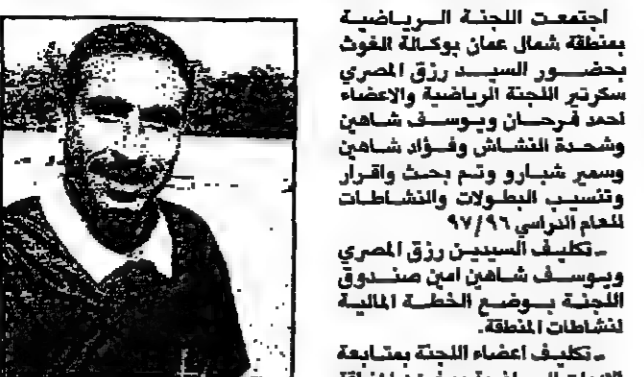 اجتمعت اللجنة الرياضية
بمنطقة شمال عمان بوكالة الغوث
بحضور السيد رزق المصري
سكرتير اللجنة الرياضية والاعضاء
احمد فرحان ويوسف شاهين
وشحدة النشاش وفؤاد شاهين
وسمير شبارو وتم بحث واقرار
وتنسيب البطولات والنشاطات
للعام الدراسي ٩٧/٩٦
ـ تكليف السيدين رزق المصري
ويوسف شاهين امين صندوق
اللجنة بوضع الخطة المالية
لنشاطات المنطقة.
ـ تكليف اعضاء اللجنة بمتابعة